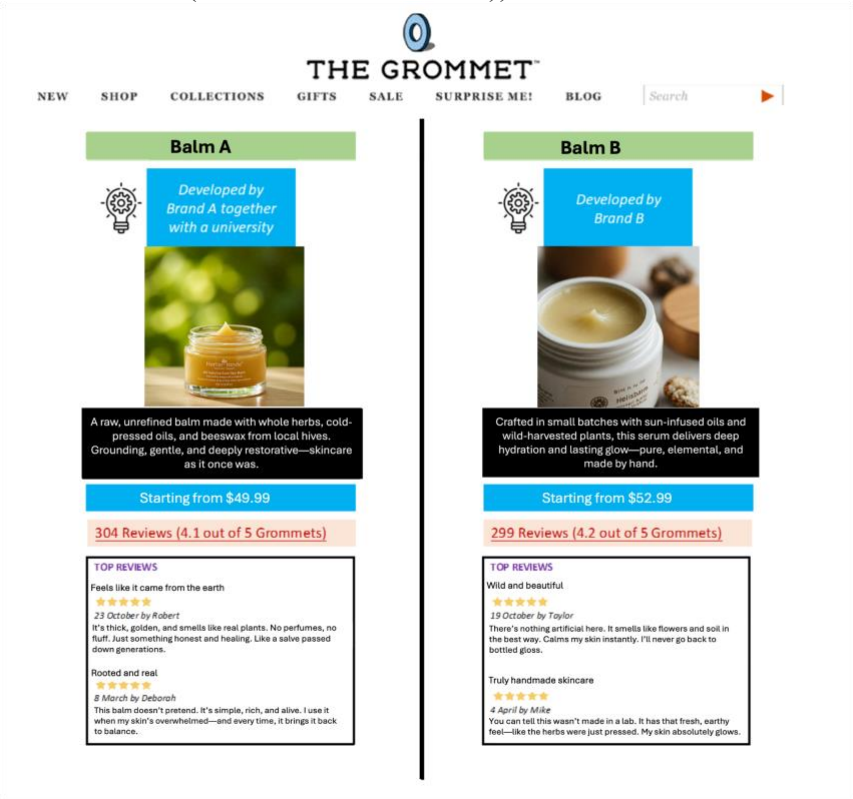 THE GROMMET™
NEW SHOP COLLECTIONS GIFTS SALE SURPRISE ME! BLOG Search
Balm A
Developed by
Brand A together
with a university
A raw, unrefined balm made with whole herbs, cold-
pressed oils, and beeswax from local hives.
Grounding, gentle, and deeply restorative—skincare
as it once was.
Starting from $49.99
304 Reviews (4.1 out of 5 Grommets)
TOP REVIEWS
Feels like it came from the earth
23 October by Robert
It's thick, golden, and smells like real plants. No perfumes, no
fluff. Just something honest and healing. Like a salve passed
down generations.
Rooted and real
8 March by Deborah
This balm doesn't pretend. It's simple, rich, and alive. I use it
when my skin's overwhelmed—and every time, it brings it back
to balance.
Balm B
Developed by
Brand B
Crafted in small batches with sun-infused oils and
wild-harvested plants, this serum delivers deep
hydration and lasting glow—pure, elemental, and
made by hand.
Starting from $52.99
299 Reviews (4.2 out of 5 Grommets)
TOP REVIEWS
Wild and beautiful
19 October by Taylor
There's nothing artificial here. It smells like flowers and soil in
the best way. Calms my skin instantly. I'll never go back to
bottled gloss.
Truly handmade skincare
4 April by Mike
You can tell this wasn't made in a lab. It has that fresh, earthy
feel—like the herbs were just pressed. My skin absolutely glows.